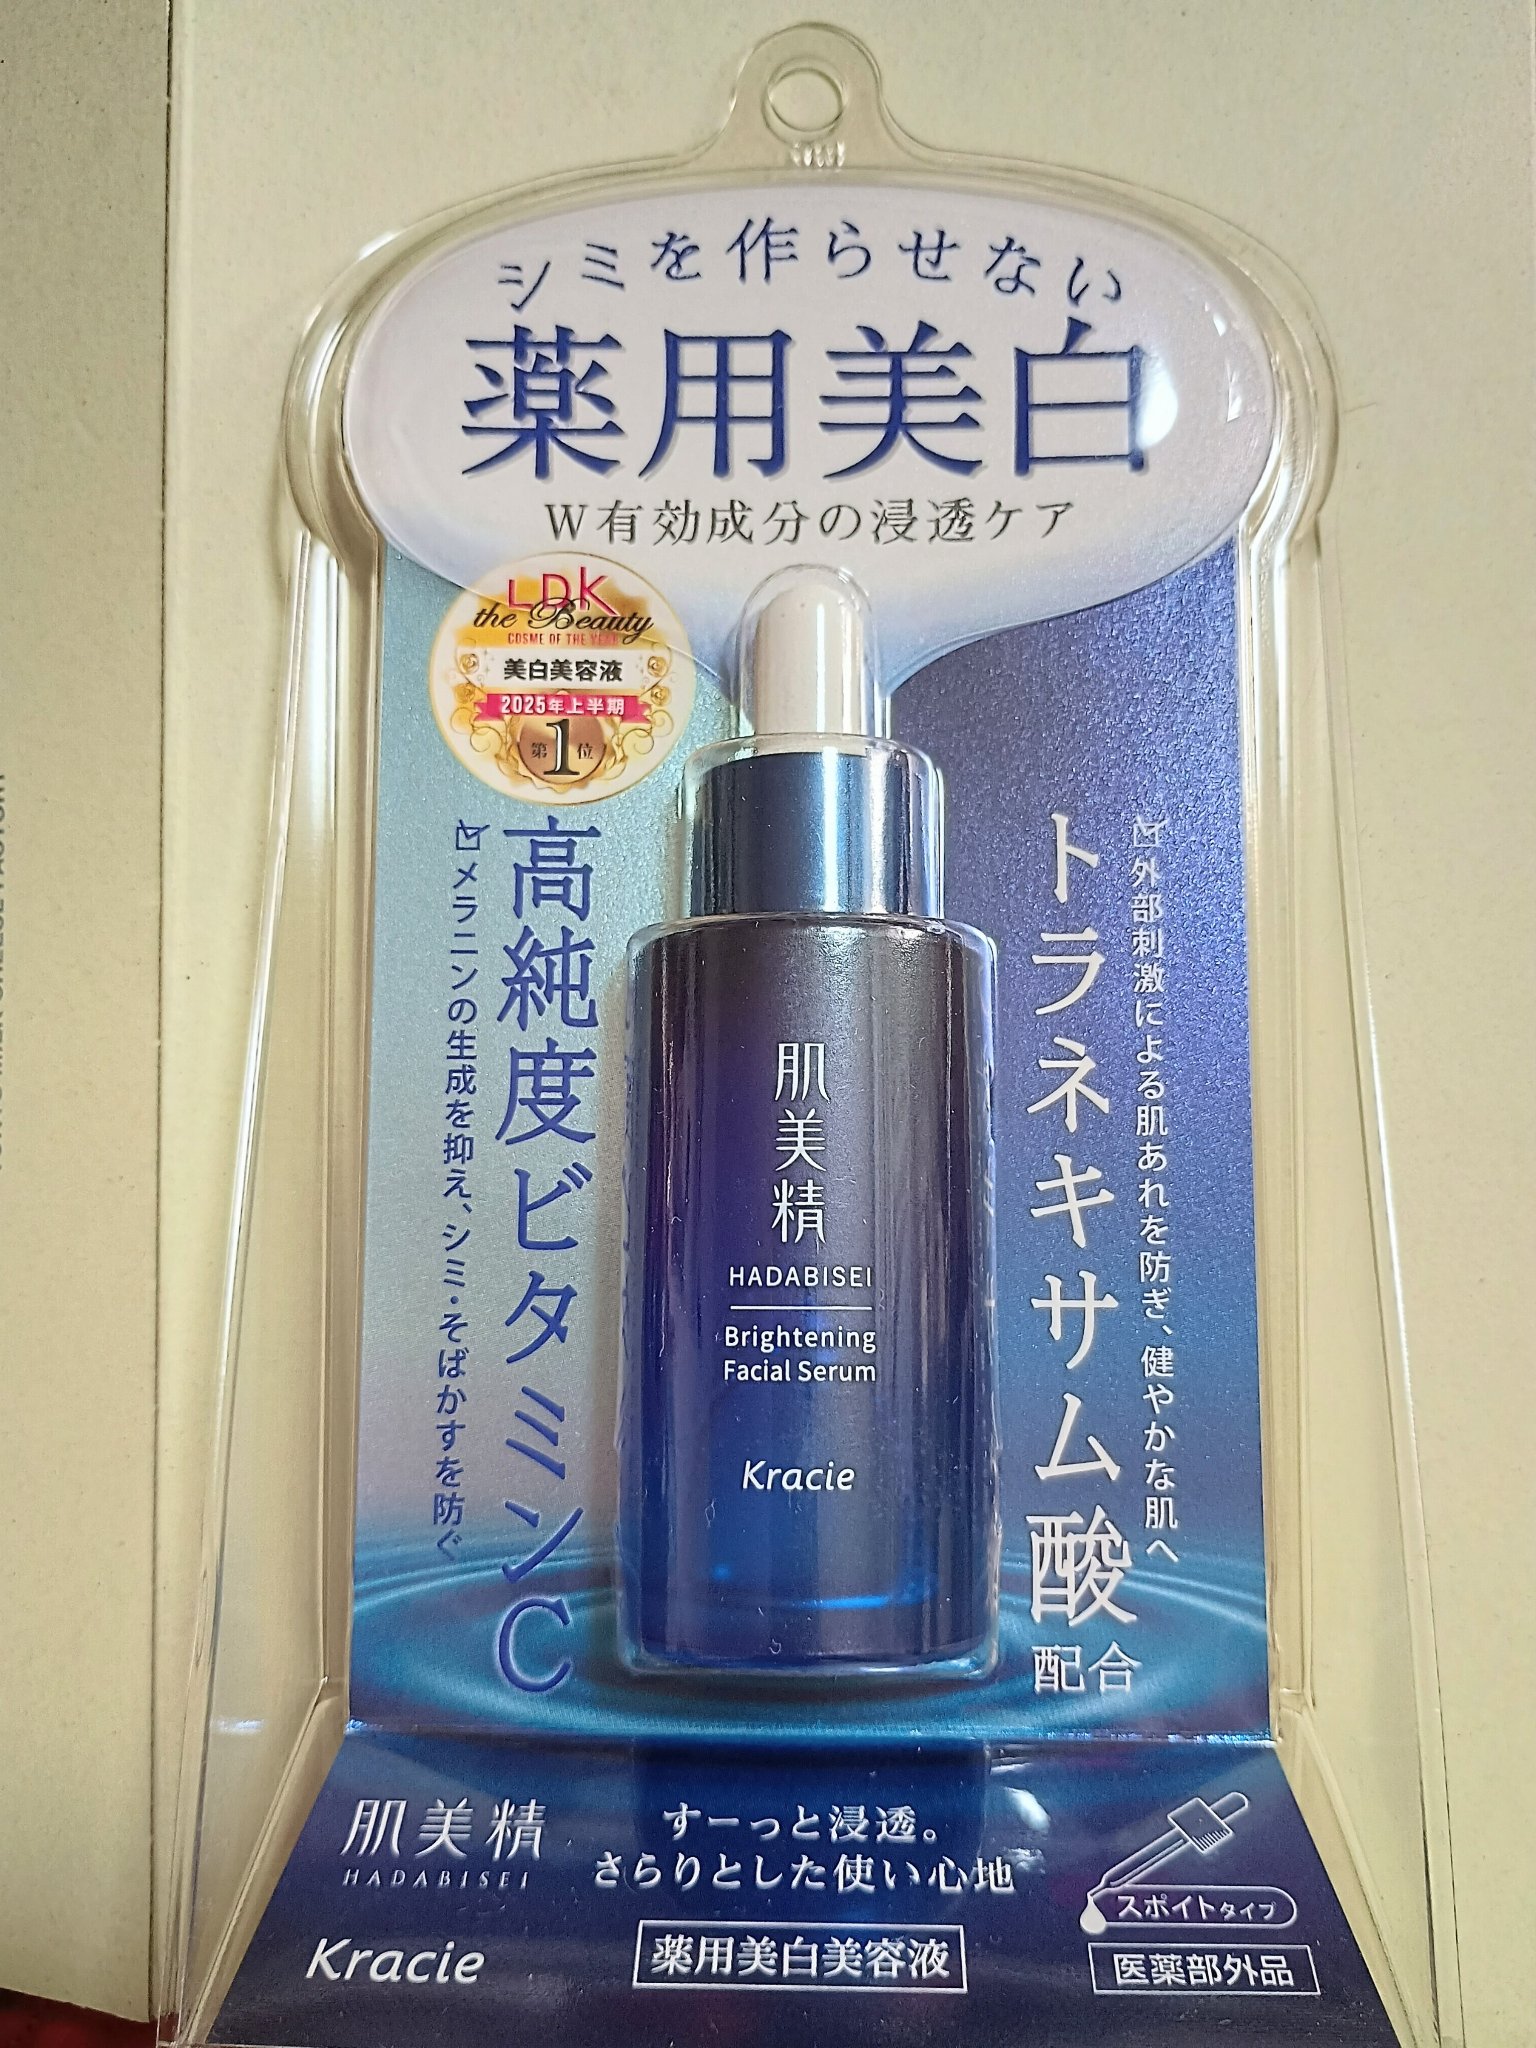 シミを作らせない
薬用美白
W有効成分の浸透ケア
LDK
the Beauty
COSME OF THE YEAR
美白美容液
2025年上半期
第1位
高純度ビタミンC
メラニンの生成を抑え、シミ・そばかすを防ぐ
外部刺激による肌あれを防ぎ、健やかな肌へ
トラネキサム酸
配合
肌美精
HADABISEI
Brightening
Facial Serum
Kracie
肌美精
HADABISEI
Kracie
すーっと浸透。
さらりとした使い心地
薬用美白美容液
スポイトタイプ
医薬部外品